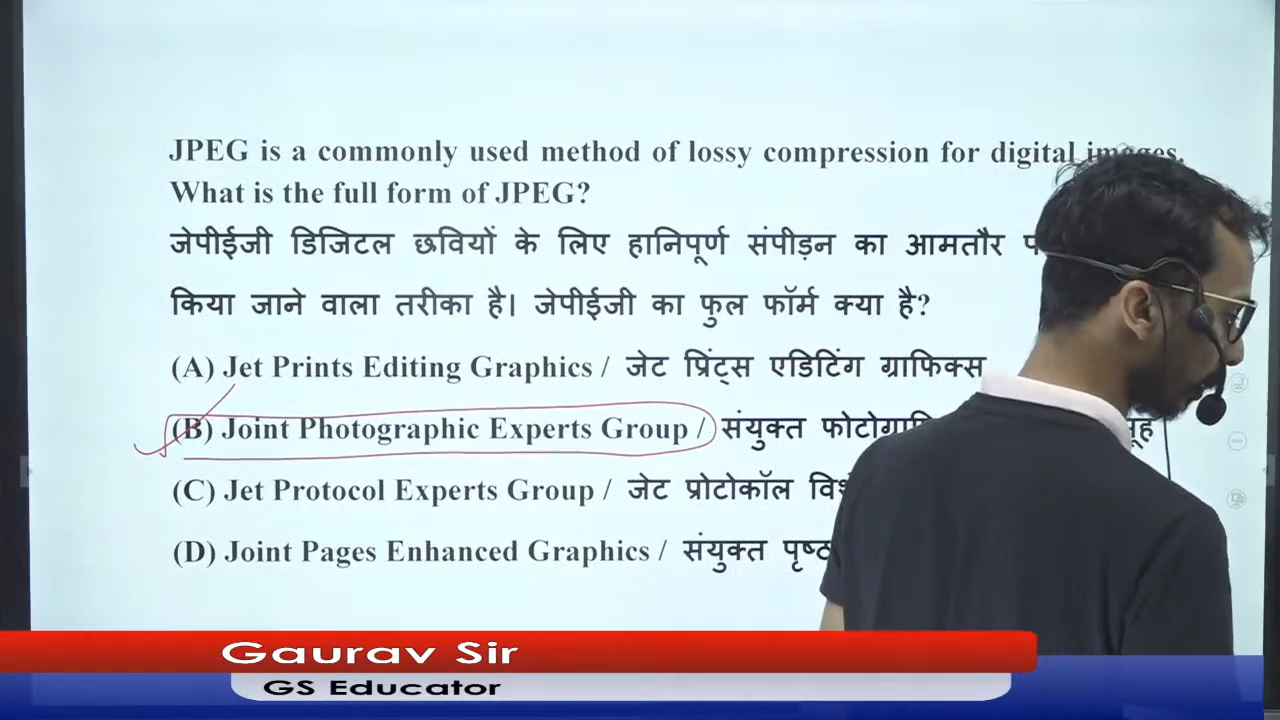 JPEG is a commonly used method of lossy compression for digital images.
What is the full form of JPEG?
जेपीईजी डिजिटल छवियों के लिए हानिपूर्ण संपीड़न का आमतौर
किया जाने वाला तरीका है। जेपीईजी का फुल फॉर्म क्या है?
(A) Jet Prints Editing Graphics / जेट प्रिंट्स एडिटिंग ग्राफिक्स
(B) Joint Photographic Experts Group / संयुक्त
(C) Jet Protocol Experts Group / जेट प्रोटोकॉल
(D) Joint Pages Enhanced Graphics / संयुक्त
Gaurav Sir
GS Educator